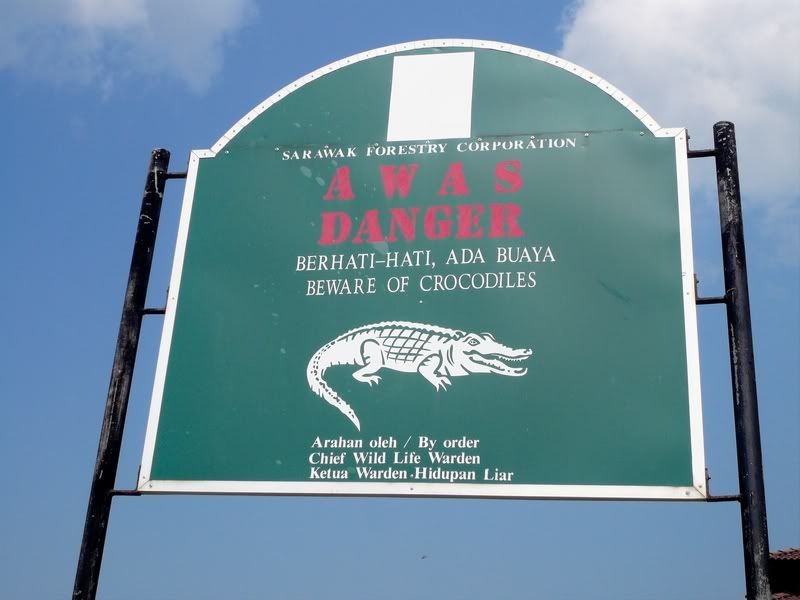 SARAWAK FORESTRY CORPORATION
AWAS
DANGER
BERHATI-HATI, ADA BUAYA
BEWARE OF CROCODILES
Arahan oleh / By order
Chief Wild Life Warden
Ketua Warden Hidupan Liar